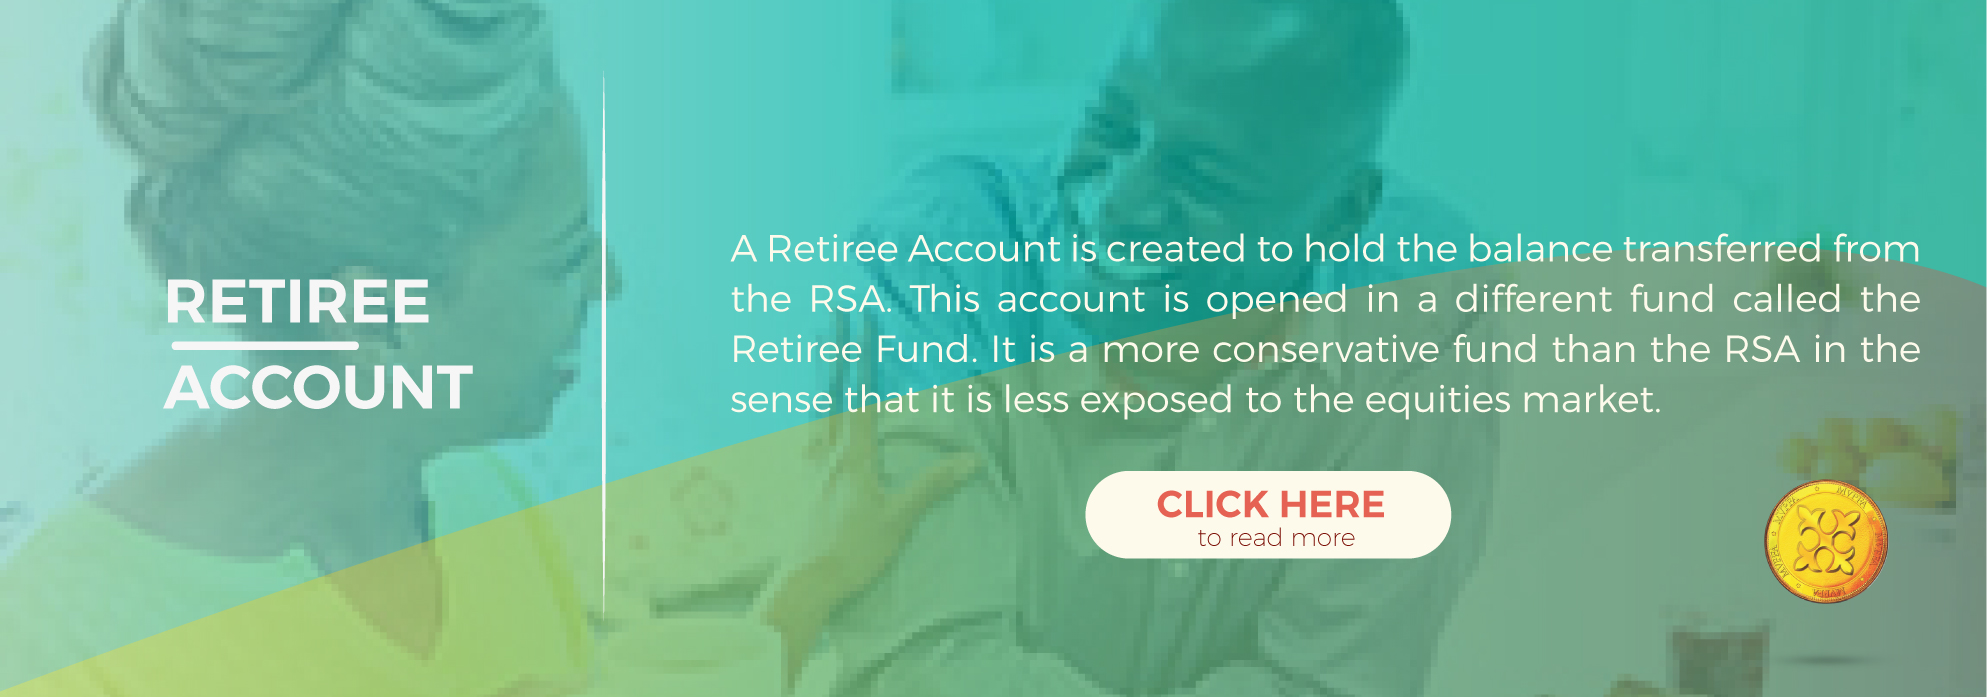 RETIREE
ACCOUNT
A Retiree Account is created to hold the balance transferred from
the RSA. This account is opened in a different fund called the
Retiree Fund. It is a more conservative fund than the RSA in the
sense that it is less exposed to the equities market.
CLICK HERE
to read more